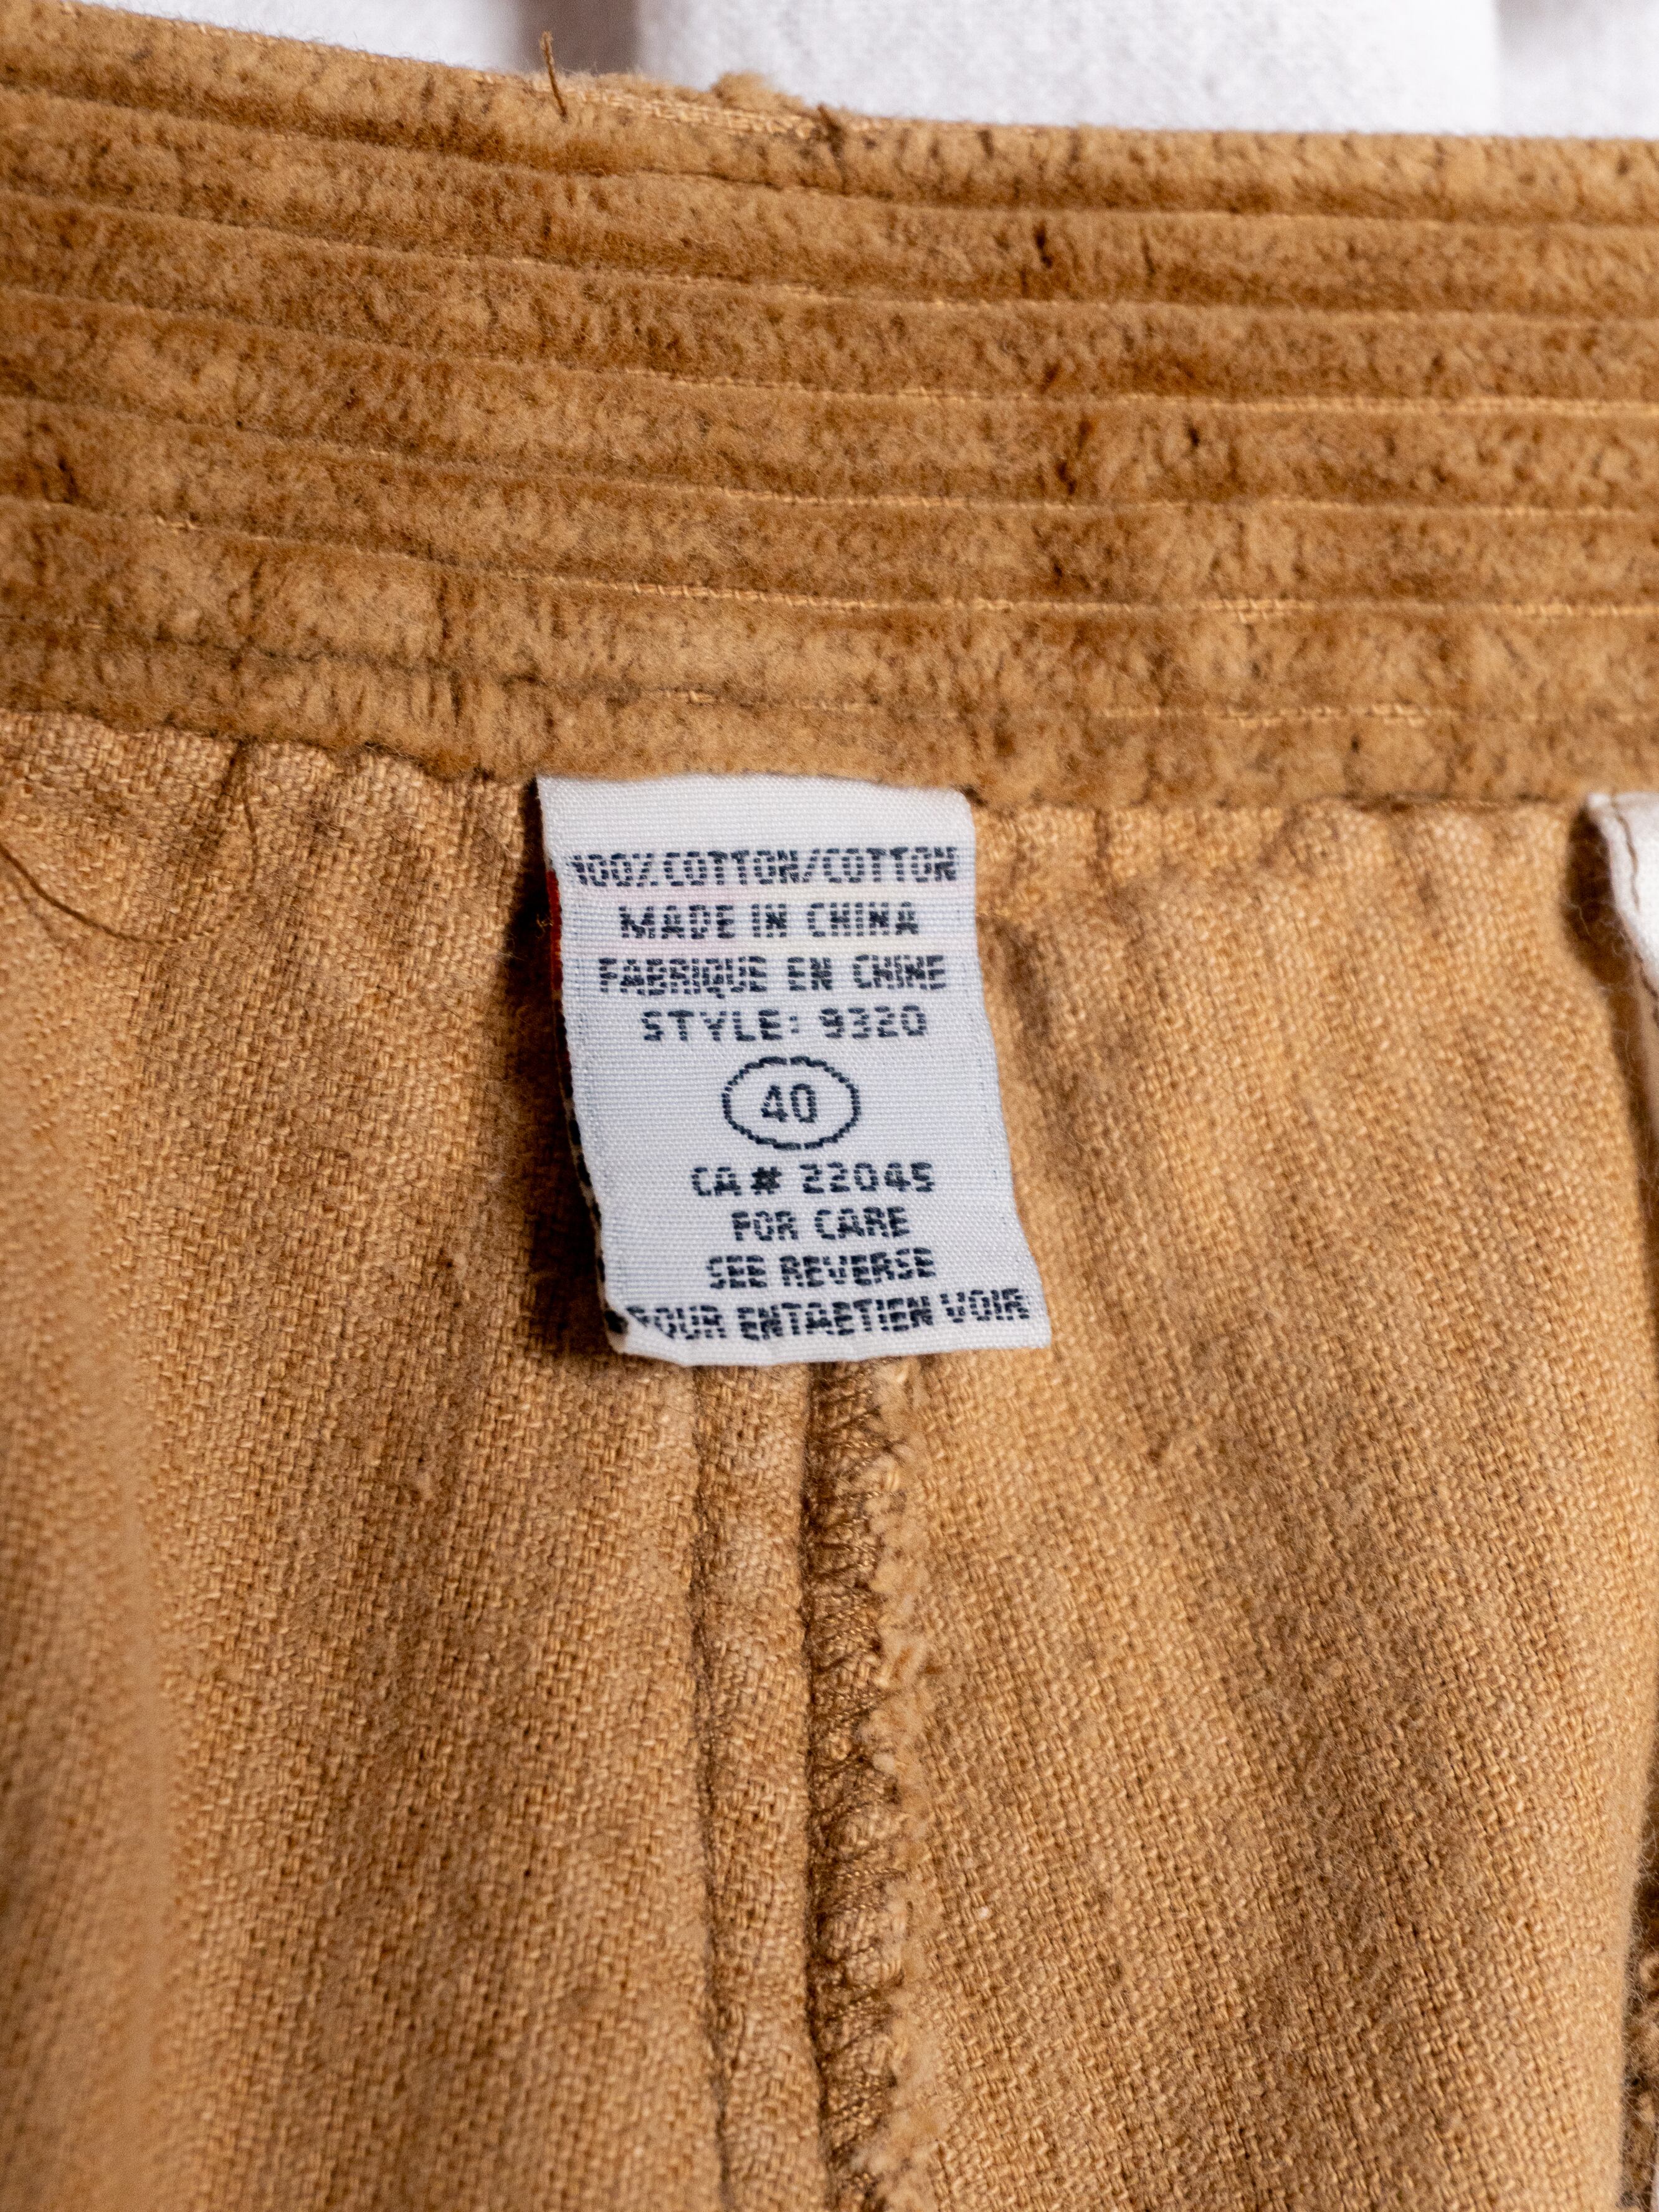 100% COTTON/COTTON
MADE IN CHINA
FABRIQUE EN CHINE
STYLE: 9320
40
CA # 22045
FOR CARE
SEE REVERSE
POUR ENTRETIEN VOIR